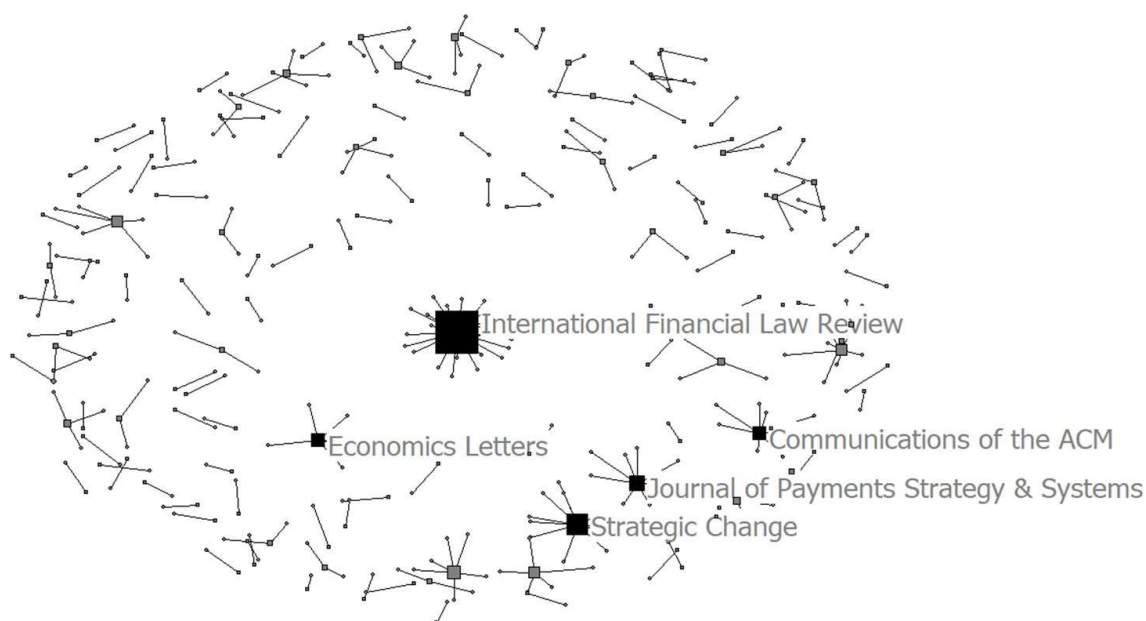 International Financial Law Review
Economics Letters
Communications of the ACM
Journal of Payments Strategy & Systems
Strategic Change